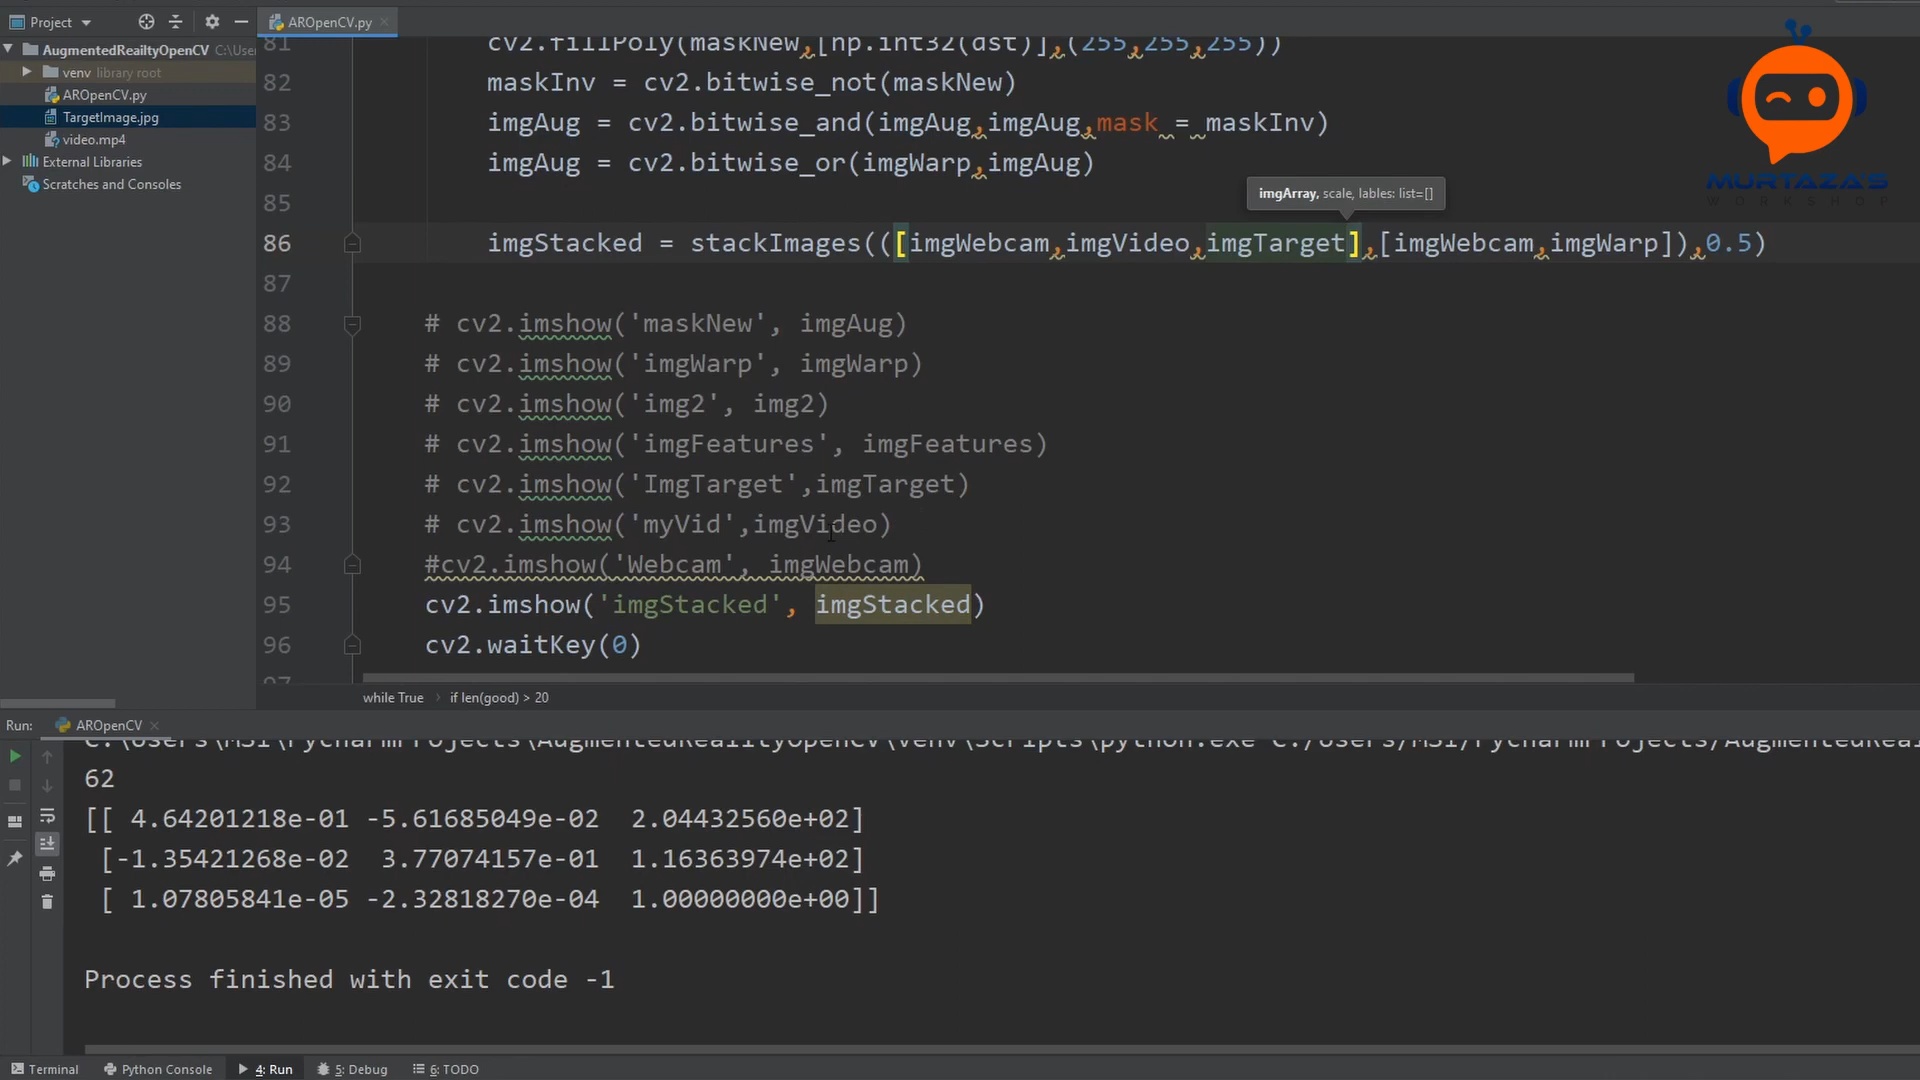 Project
AROpenCV.py
AugmentedRealityOpenCV C:\Use
venv library root
AROpenCV.py
TargetImage.jpg
video.mp4
External Libraries
Scratches and Consoles
MURTAZA'S
WORKSHOP
81 cv2.fillPoly(maskNew,[np.int32(dst)],(255,255,255))
82 maskInv = cv2.bitwise_not(maskNew)
83 imgAug = cv2.bitwise_and(imgAug,imgAug,mask = maskInv)
84 imgAug = cv2.bitwise_or(imgWarp,imgAug)
85
imgArray, scale, lables: list=[]
86 imgStacked = stackImages(([imgWebcam,imgVideo,imgTarget],[imgWebcam,imgWarp]),0.5)
87
88 # cv2.imshow('maskNew', imgAug)
89 # cv2.imshow('imgWarp', imgWarp)
90 # cv2.imshow('img2', img2)
91 # cv2.imshow('imgFeatures', imgFeatures)
92 # cv2.imshow('ImgTarget',imgTarget)
93 # cv2.imshow('myVid',imgVideo)
94 #cv2.imshow('Webcam', imgWebcam)
95 cv2.imshow('imgStacked', imgStacked)
96 cv2.waitKey(0)
97
while True › if len(good) > 20
Run: AROpenCV
C:\Users\MSI\PycharmProjects\AugmentedRealityOpenCV\venv\Scripts\python.exe C:/Users/MSI/PycharmProjects/AugmentedReal
62
[[ 4.64201218e-01 -5.61685049e-02 2.04432560e+02]
[-1.35421268e-02 3.77074157e-01 1.16363974e+02]
[ 1.07805841e-05 -2.32818270e-04 1.00000000e+00]]
Process finished with exit code -1
Terminal Python Console 4: Run 5: Debug 6: TODO